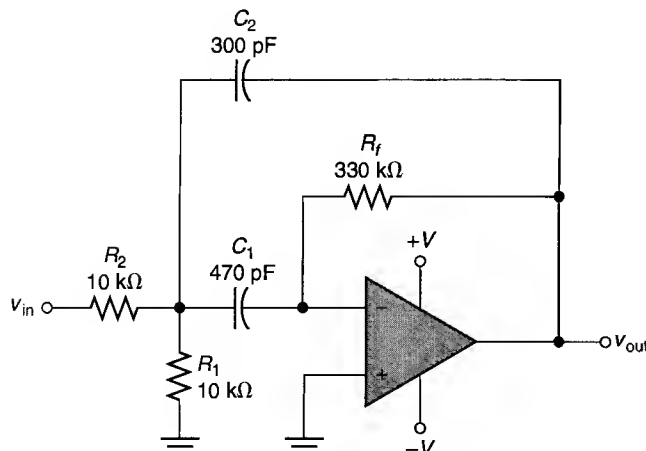 C2
300 pF
Rf
330 kΩ
C1
470 pF
+V
R2
10 kΩ
vin
−
+
vout
R1
10 kΩ
−V